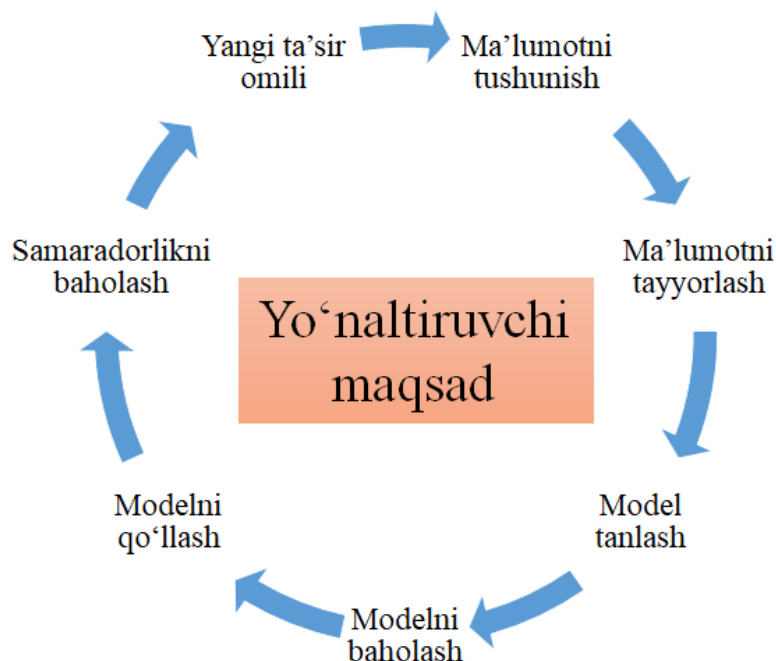 Yangi ta’sir
omili
Ma’lumotni
tushunish
Ma’lumotni
tayyorlash
Model
tanlash
Modelni
baholash
Modelni
qo‘llash
Samaradorlikni
baholash
Yo‘naltiruvchi
maqsad